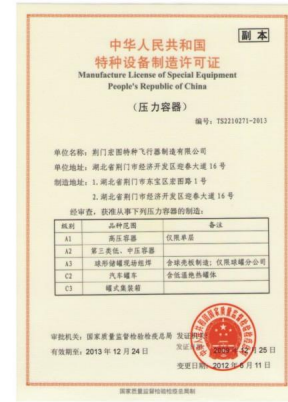 副本
中华人民共和国
特种设备制造许可证
Manufacture License of Special Equipment
People's Republic of China
（压力容器）
编号：TS2210271-2013
单位名称：荆门宏图特种飞行器制造有限公司
单位地址：湖北省荆门市经济开发区迎春大道16号
制造地址：1.湖北省荆门市东宝区宏图路1号
2.湖北省荆门市经济开发区迎春大道16号
经审查，获准从事下列压力容器的制造：
级别 品种范围 备注
A1 高压容器 仅限单层
A2 第三类低、中压容器
A3 球形储罐现场组焊 含球壳板制造；仅限球罐分公司
C2 汽车罐车 含低温绝热罐体
C3 罐式集装箱
审批机关：国家质量监督检验检疫总局 发证
有效期至：2013年12月24日 发证
12月25日
变更日期：2012年6月11日
国家质量监督检验检疫总局制